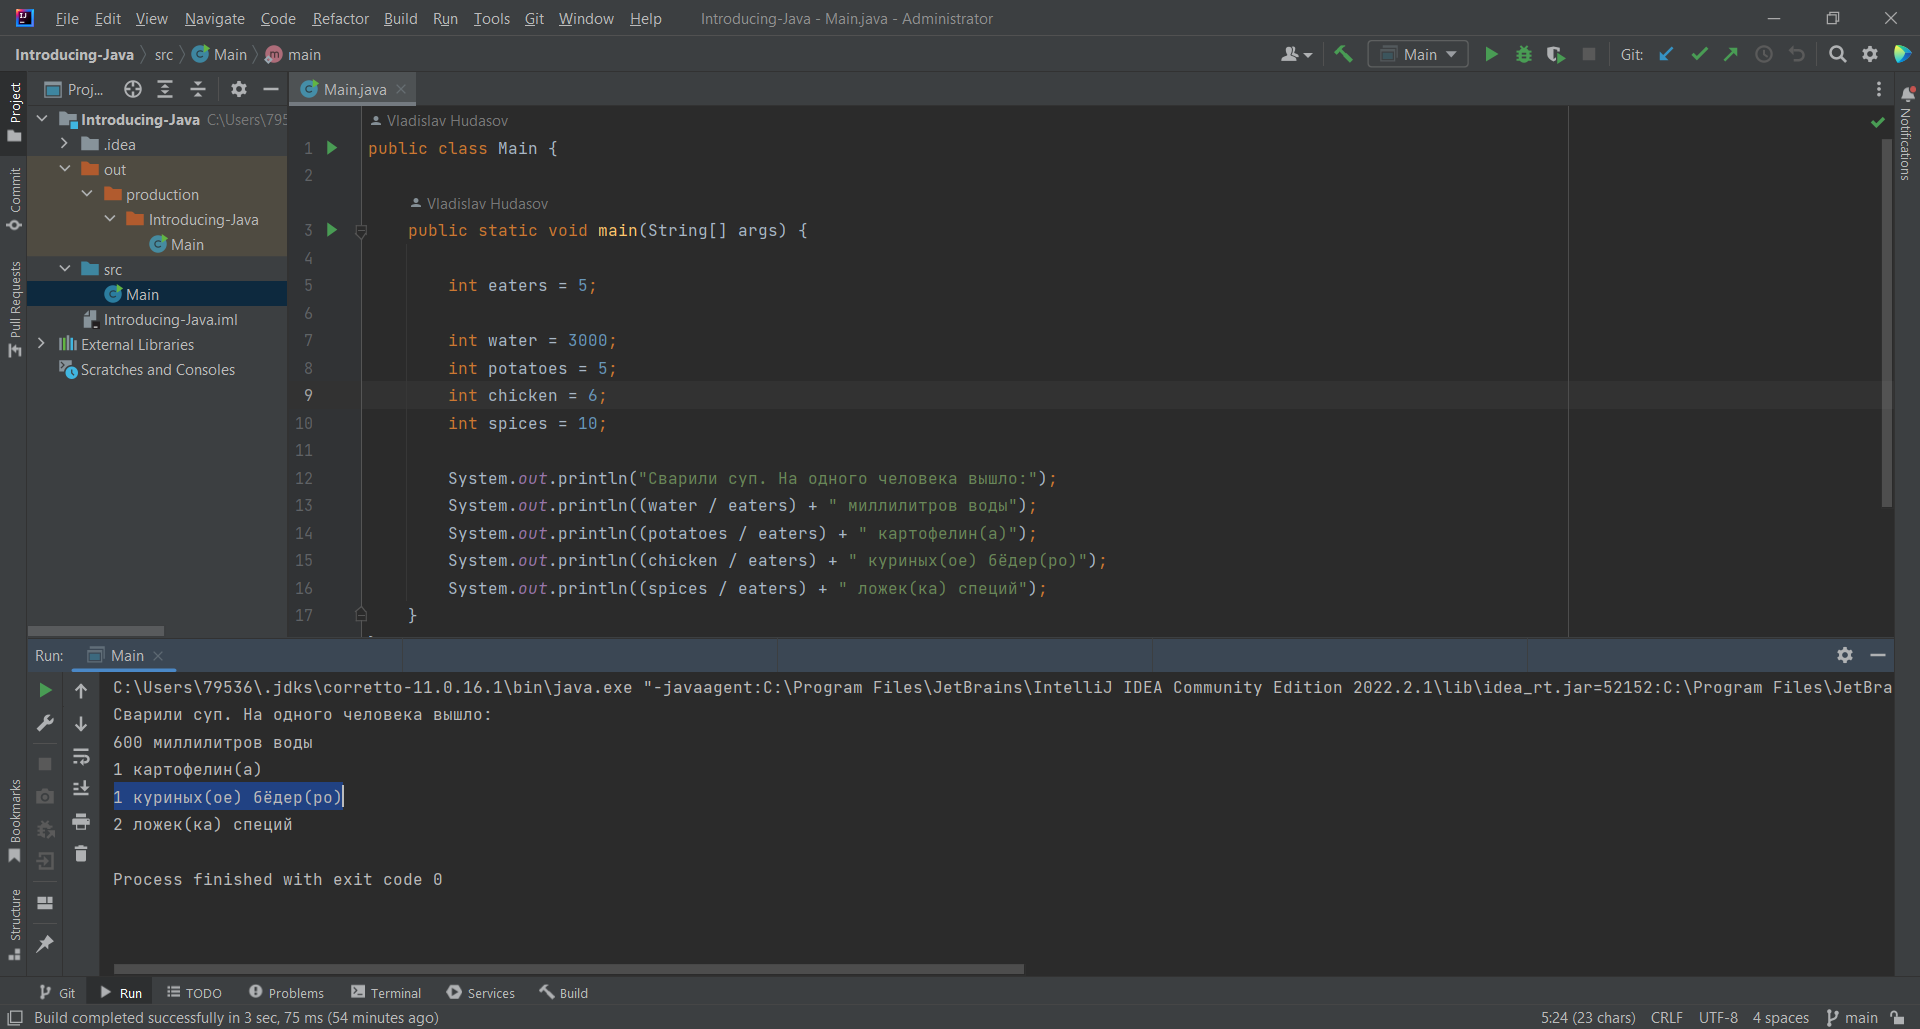 File Edit View Navigate Code Refactor Build Run Tools Git Window Help Introducing-Java - Main.java - Administrator
Introducing-Java src Main main Main Git:
Proj... Main.java
Project
Commit
Pull Requests
Bookmarks
Structure
Notifications
Introducing-Java C:\Users\795
.idea
out
production
Introducing-Java
Main
src
Main
Introducing-Java.iml
External Libraries
Scratches and Consoles
Vladislav Hudasov
1 public class Main {
2
Vladislav Hudasov
3 public static void main(String[] args) {
4
5 int eaters = 5;
6
7 int water = 3000;
8 int potatoes = 5;
9 int chicken = 6;
10 int spices = 10;
11
12 System.out.println("Сварили суп. На одного человека вышло:");
13 System.out.println((water / eaters) + " миллилитров воды");
14 System.out.println((potatoes / eaters) + " картофелин(а)");
15 System.out.println((chicken / eaters) + " куриных(ое) бёдер(ро)");
16 System.out.println((spices / eaters) + " ложек(ка) специй");
17 }
Run: Main
C:\Users\79536\.jdks\corretto-11.0.16.1\bin\java.exe "-javaagent:C:\Program Files\JetBrains\IntelliJ IDEA Community Edition 2022.2.1\lib\idea_rt.jar=52152:C:\Program Files\JetBra
Сварили суп. На одного человека вышло:
600 миллилитров воды
1 картофелин(а)
1 куриных(ое) бёдер(ро)
2 ложек(ка) специй
Process finished with exit code 0
Git Run TODO Problems Terminal Services Build
Build completed successfully in 3 sec, 75 ms (54 minutes ago) 5:24 (23 chars) CRLF UTF-8 4 spaces main